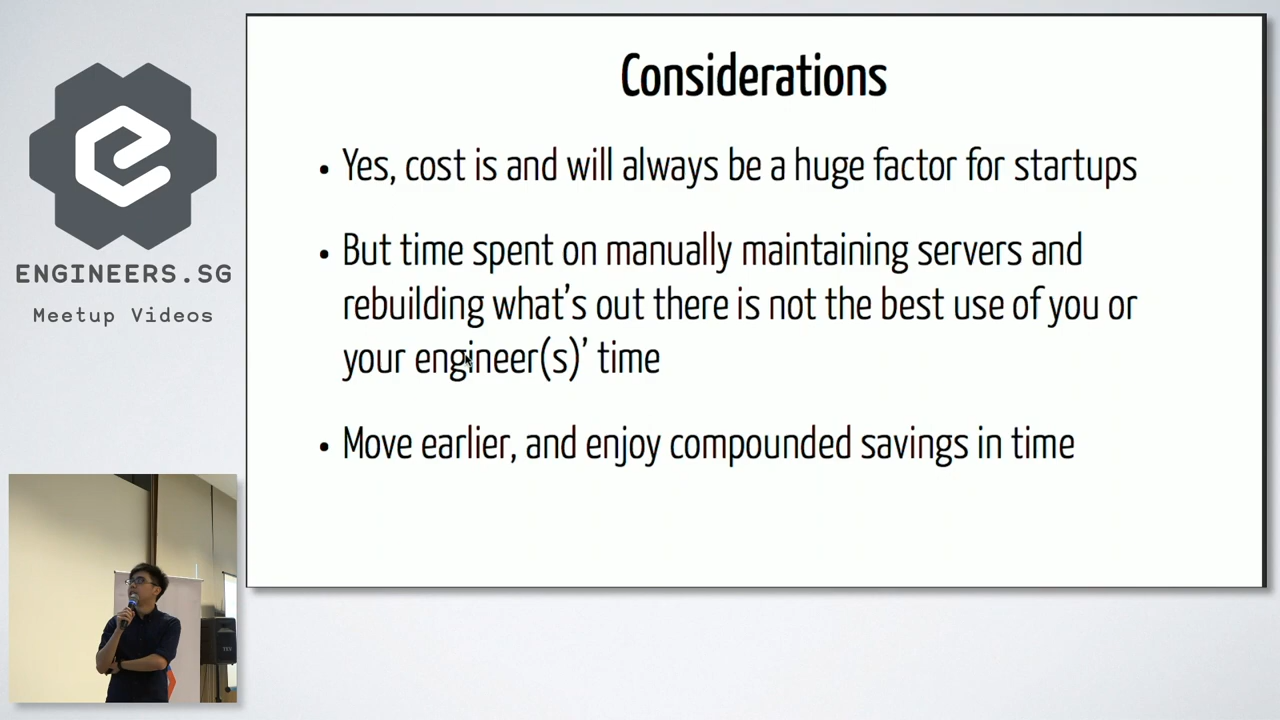 Considerations
• Yes, cost is and will always be a huge factor for startups
• But time spent on manually maintaining servers and
rebuilding what’s out there is not the best use of you or
your engineer(s)’ time
• Move earlier, and enjoy compounded savings in time
ENGINEERS.SG
Meetup Videos